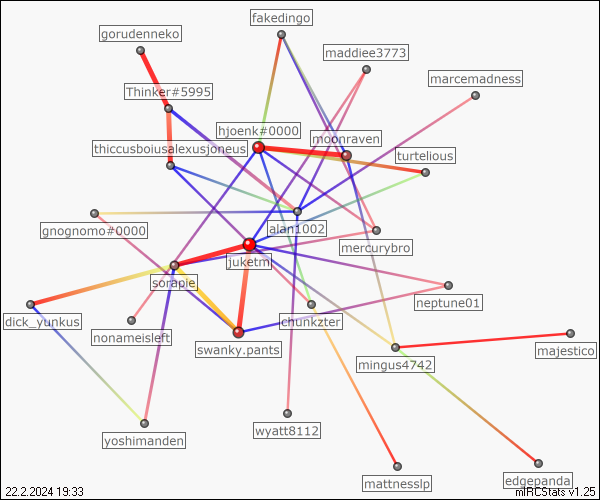 fakedingo
gorudenneko
maddiee3773
marcemadness
Thinker#5995
hjoenk#0000
moonraven
thiccusboiusalexusjoneus
turtelious
alan1002
gnognomo#0000
mercurybro
juketm
sorapie
neptune01
dick_yunkus
nonameisleft
chunkzter
swanky.pants
majestico
mingus4742
wyatt8112
yoshimanden
mattnesslp
edgepanda
22.2.2024 19:33
mIRCStats v1.25